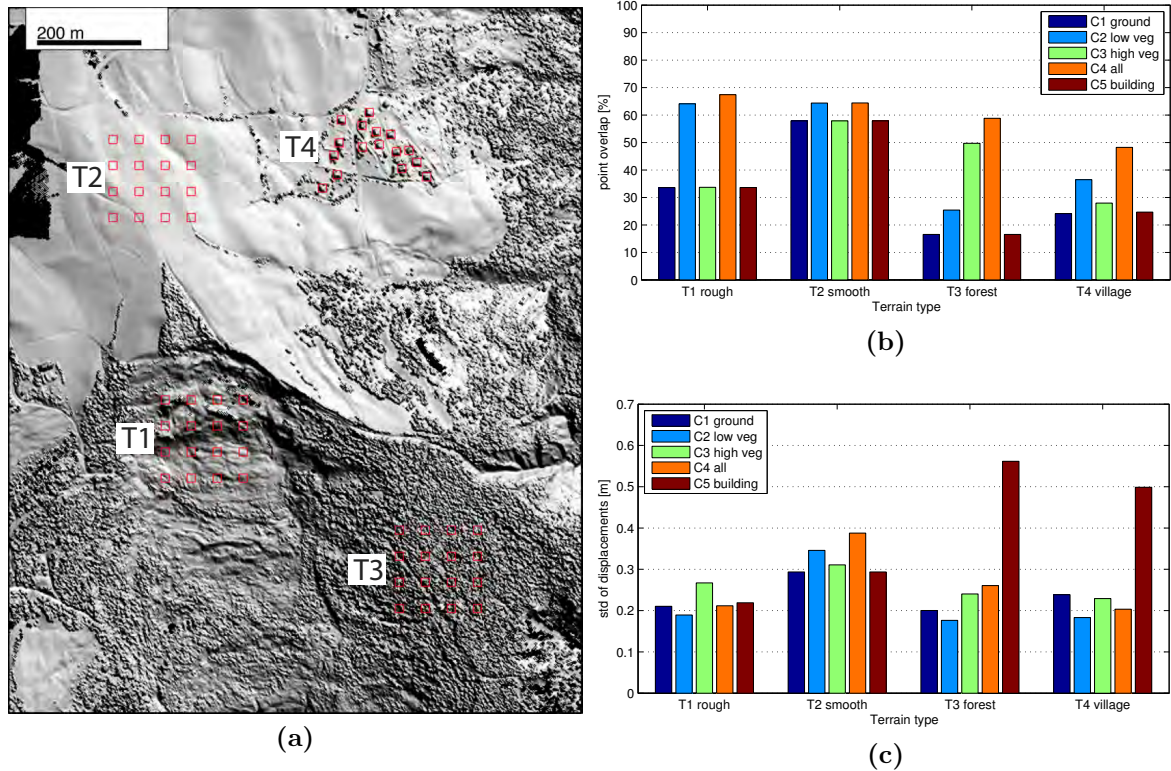 200 m
T2
T4
T1
T3
(a)
100
90
80
70
60
50
40
30
20
10
0
point overlap [%]
C1 ground
C2 low veg
C3 high veg
C4 all
C5 building
T1 rough
T2 smooth
T3 forest
T4 village
Terrain type
(b)
0.7
0.6
0.5
0.4
0.3
0.2
0.1
0
std of displacements [m]
C1 ground
C2 low veg
C3 high veg
C4 all
C5 building
T1 rough
T2 smooth
T3 forest
T4 village
Terrain type
(c)